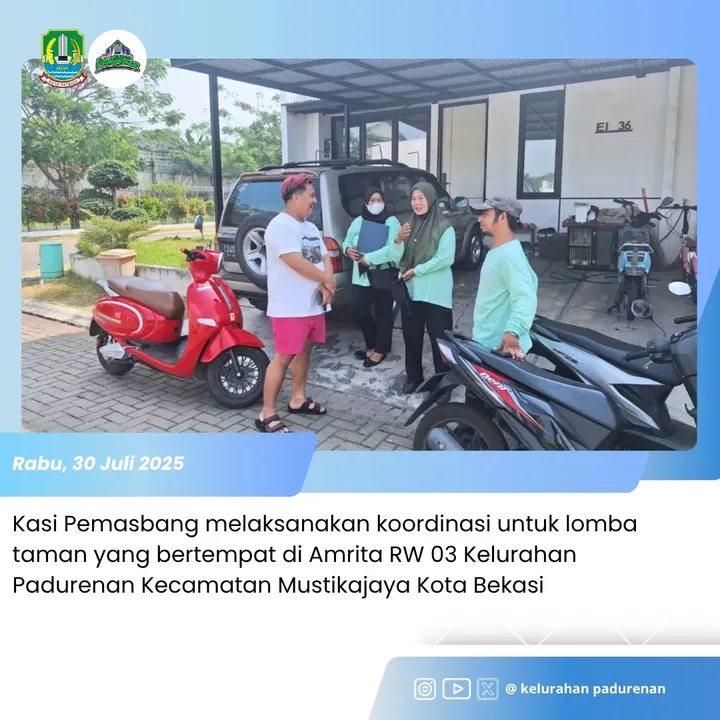 EI 36
Rabu, 30 Juli 2025
Kasi Pemasbang melaksanakan koordinasi untuk lomba
taman yang bertempat di Amrita RW 03 Kelurahan
Padurenan Kecamatan Mustikajaya Kota Bekasi
@ kelurahan padurenan